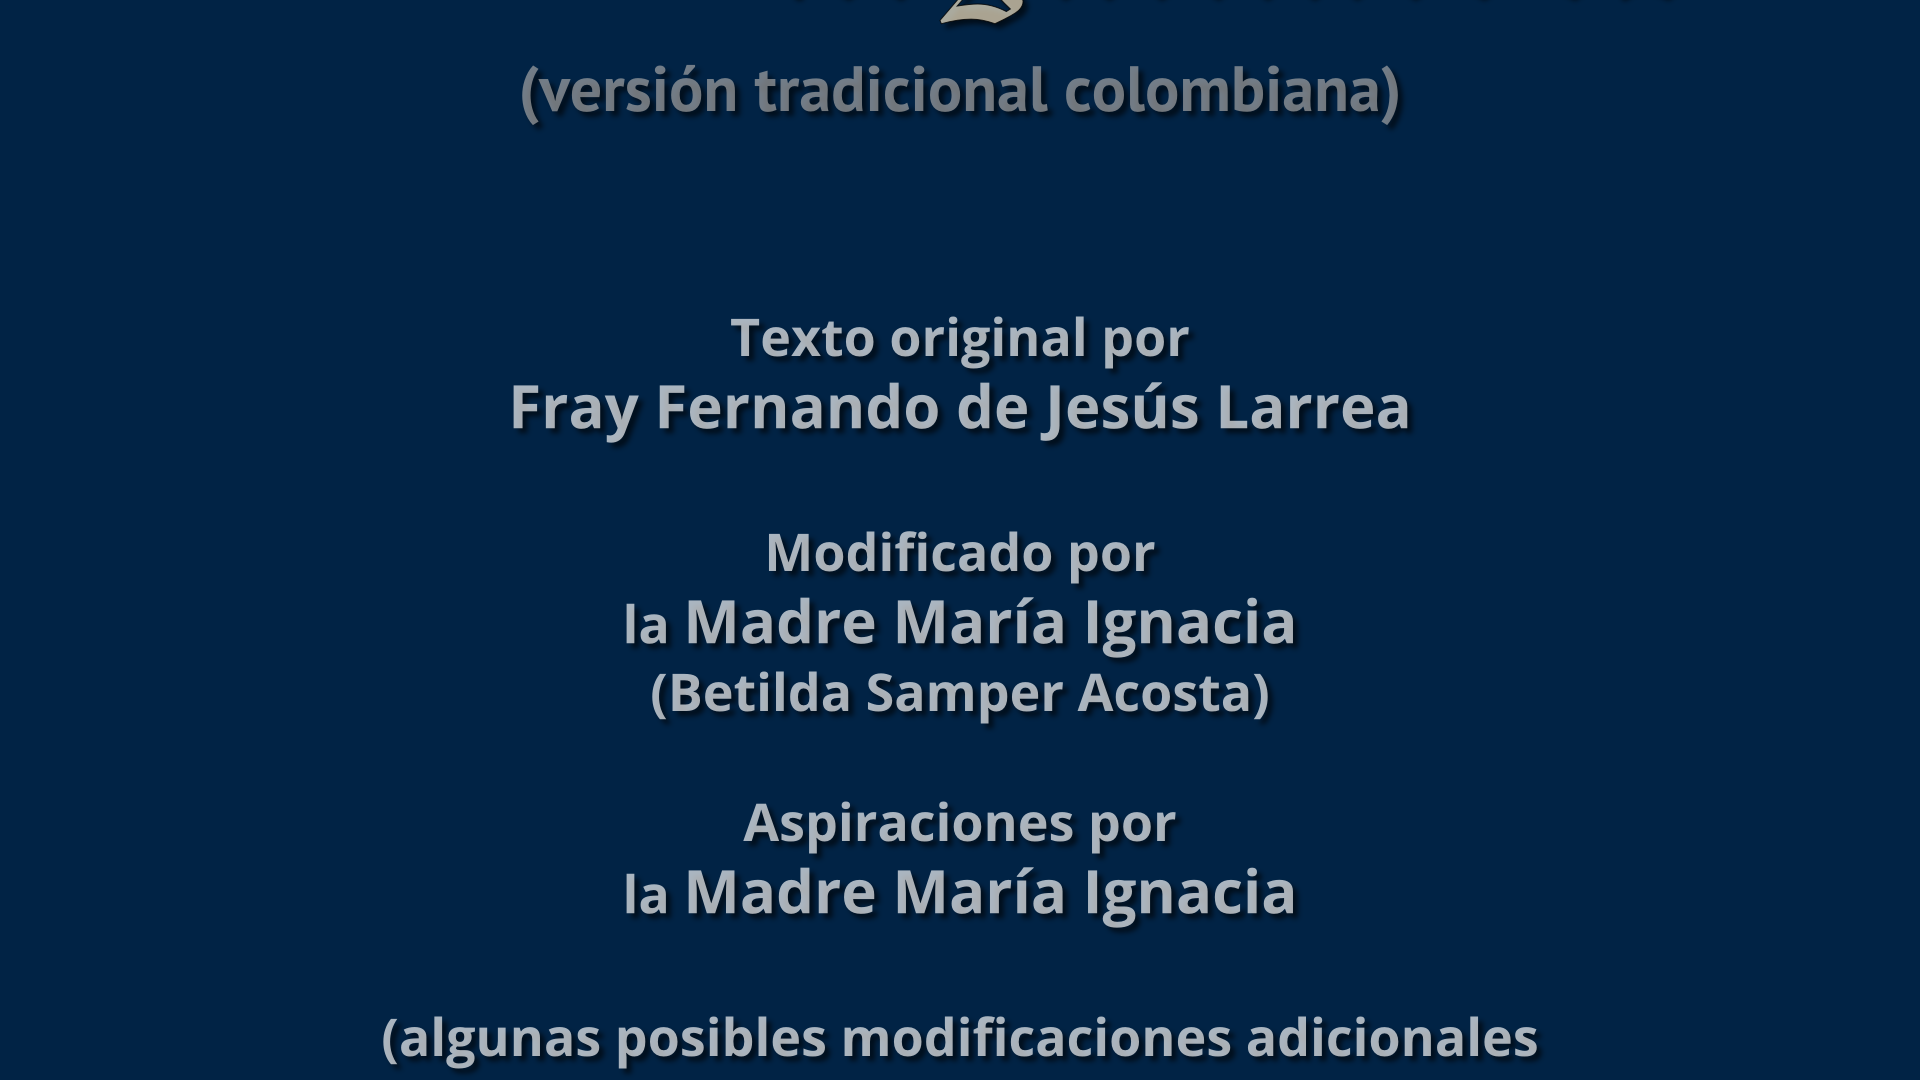 (versión tradicional colombiana)
Texto original por
Fray Fernando de Jesús Larrea
Modificado por
la Madre María Ignacia
(Betilda Samper Acosta)
Aspiraciones por
la Madre María Ignacia
(algunas posibles modificaciones adicionales